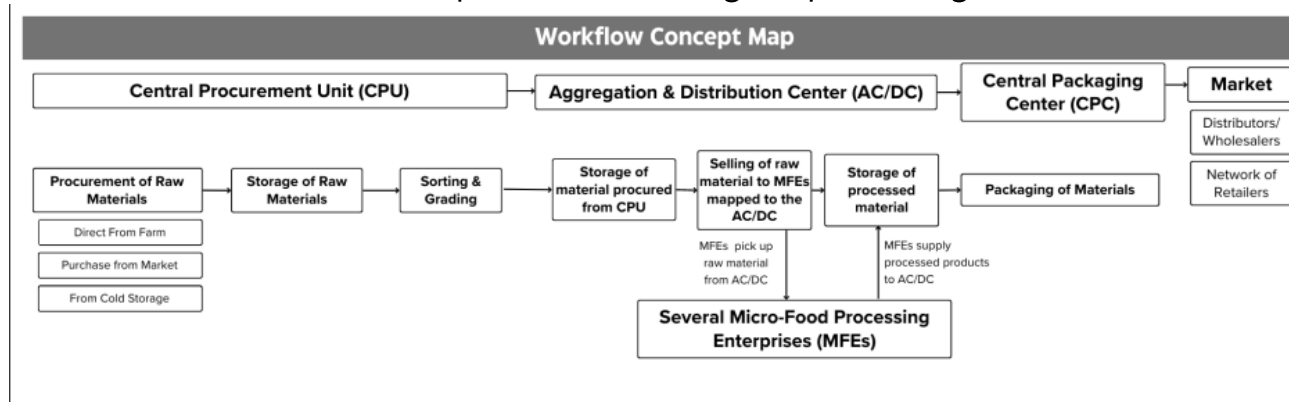 Workflow Concept Map
Central Procurement Unit (CPU)
Aggregation & Distribution Center (AC/DC)
Central Packaging
Center (CPC)
Market
Distributors/
Wholesalers
Network of
Retailers
Procurement of Raw
Materials
Direct From Farm
Purchase from Market
From Cold Storage
Storage of Raw
Materials
Sorting &
Grading
Storage of
material procured
from CPU
Selling of raw
material to MFEs
mapped to the
AC/DC
Storage of
processed
material
Packaging of Materials
MFEs pick up
raw material
from AC/DC
MFEs supply
processed products
to AC/DC
Several Micro-Food Processing
Enterprises (MFEs)